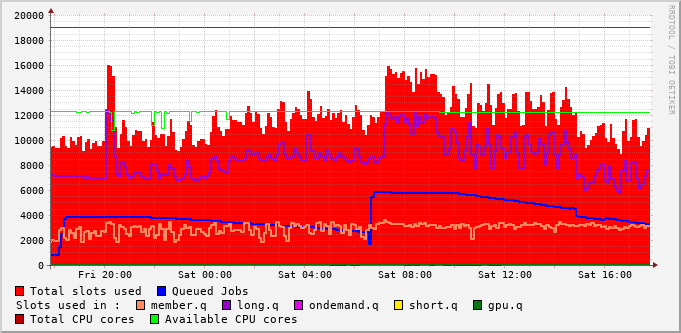 20000
18000
16000
14000
12000
10000
8000
6000
4000
2000
0
Fri 20:00 Sat 00:00 Sat 04:00 Sat 08:00 Sat 12:00 Sat 16:00
RRDTOOL / TOBI OETIKER
Total slots used Queued Jobs
Slots used in : member.q long.q ondemand.q short.q gpu.q
Total CPU cores Available CPU cores